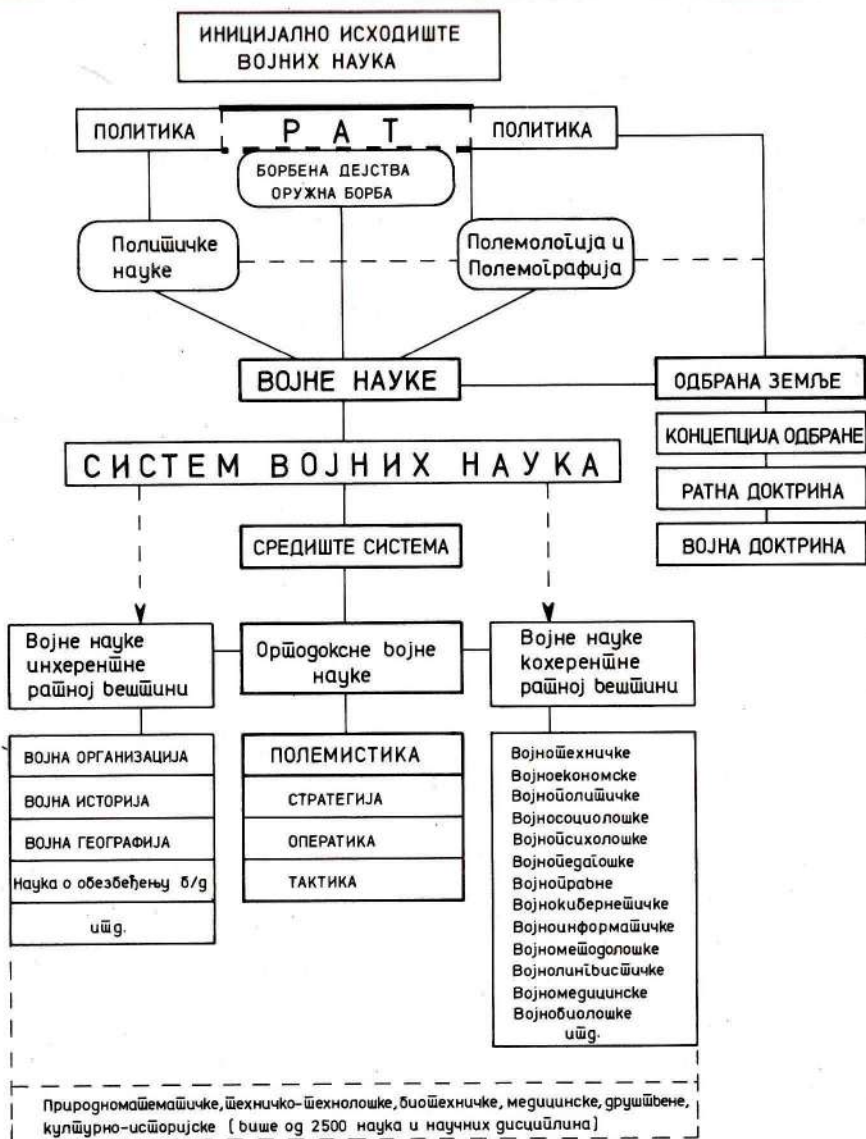 ИНИЦИЈАЛНО ИСХОДИШТЕ
ВОЈНИХ НАУКА
ПОЛИТИКА
РАТ
ПОЛИТИКА
БОРБЕНА ДЕЈСТВА
ОРУЖНА БОРБА
Политичке
науке
Полемологија и
Полемографија
ВОЈНЕ НАУКЕ
ОДБРАНА ЗЕМЉЕ
КОНЦЕПЦИЈА ОДБРАНЕ
РАТНА ДОКТРИНА
ВОЈНА ДОКТРИНА
СИСТЕМ ВОЈНИХ НАУКА
СРЕДИШТЕ СИСТЕМА
Војне науке
инхерентне
ратној вештини
Ортодоксне војне
науке
Војне науке
кохерентне
ратној вештини
ВОЈНА ОРГАНИЗАЦИЈА
ВОЈНА ИСТОРИЈА
ВОЈНА ГЕОГРАФИЈА
Наука о обезбеђењу б/д
итд.
ПОЛЕМИСТИКА
СТРАТЕГИЈА
ОПЕРАТИКА
ТАКТИКА
Војнотехничке
Војноекономске
Војнополитичке
Војносоциолошке
Војнопсихолошке
Војнопедагошке
Војноправне
Војнокибернетичке
Војноинформатичке
Војнометодолошке
Војнолингвистичке
Војномедицинске
Војнобиолошке
итд.
Природноматематичке, техничко-технолошке, биотехничке, медицинске, друштвене,
културно-историјске [више од 2500 наука и научних дисциплина]